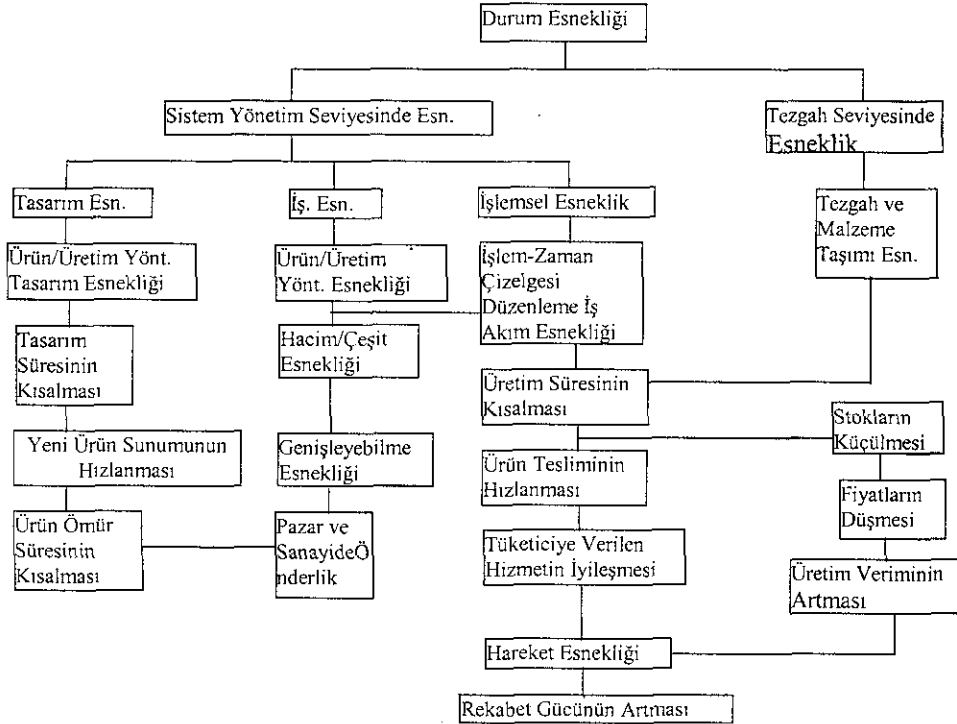 Durum Esnekliği
Sistem Yönetim Seviyesinde Esn.
Tezgah Seviyesinde
Esneklik
Tasarım Esn.
İş. Esn.
İşlemsel Esneklik
Tezgah ve
Malzeme
Taşımı Esn.
Ürün/Üretim Yönt.
Tasarım Esnekliği
Ürün/Üretim
Yönt. Esnekliği
İşlem-Zaman
Çizelgesi
Düzenleme İş
Akım Esnekliği
Tasarım
Süresinin
Kısalması
Hacim/Çeşit
Esnekliği
Üretim Süresinin
Kısalması
Stokların
Küçülmesi
Yeni Ürün Sunumunun
Hızlanması
Genişleyebilme
Esnekliği
Ürün Tesliminin
Hızlanması
Fiyatların
Düşmesi
Ürün Ömür
Süresinin
Kısalması
Pazar ve
SanayideÖ
nderlik
Tüketiciye Verilen
Hizmetin İyileşmesi
Üretim Veriminin
Artması
Hareket Esnekliği
Rekabet Gücünün Artması